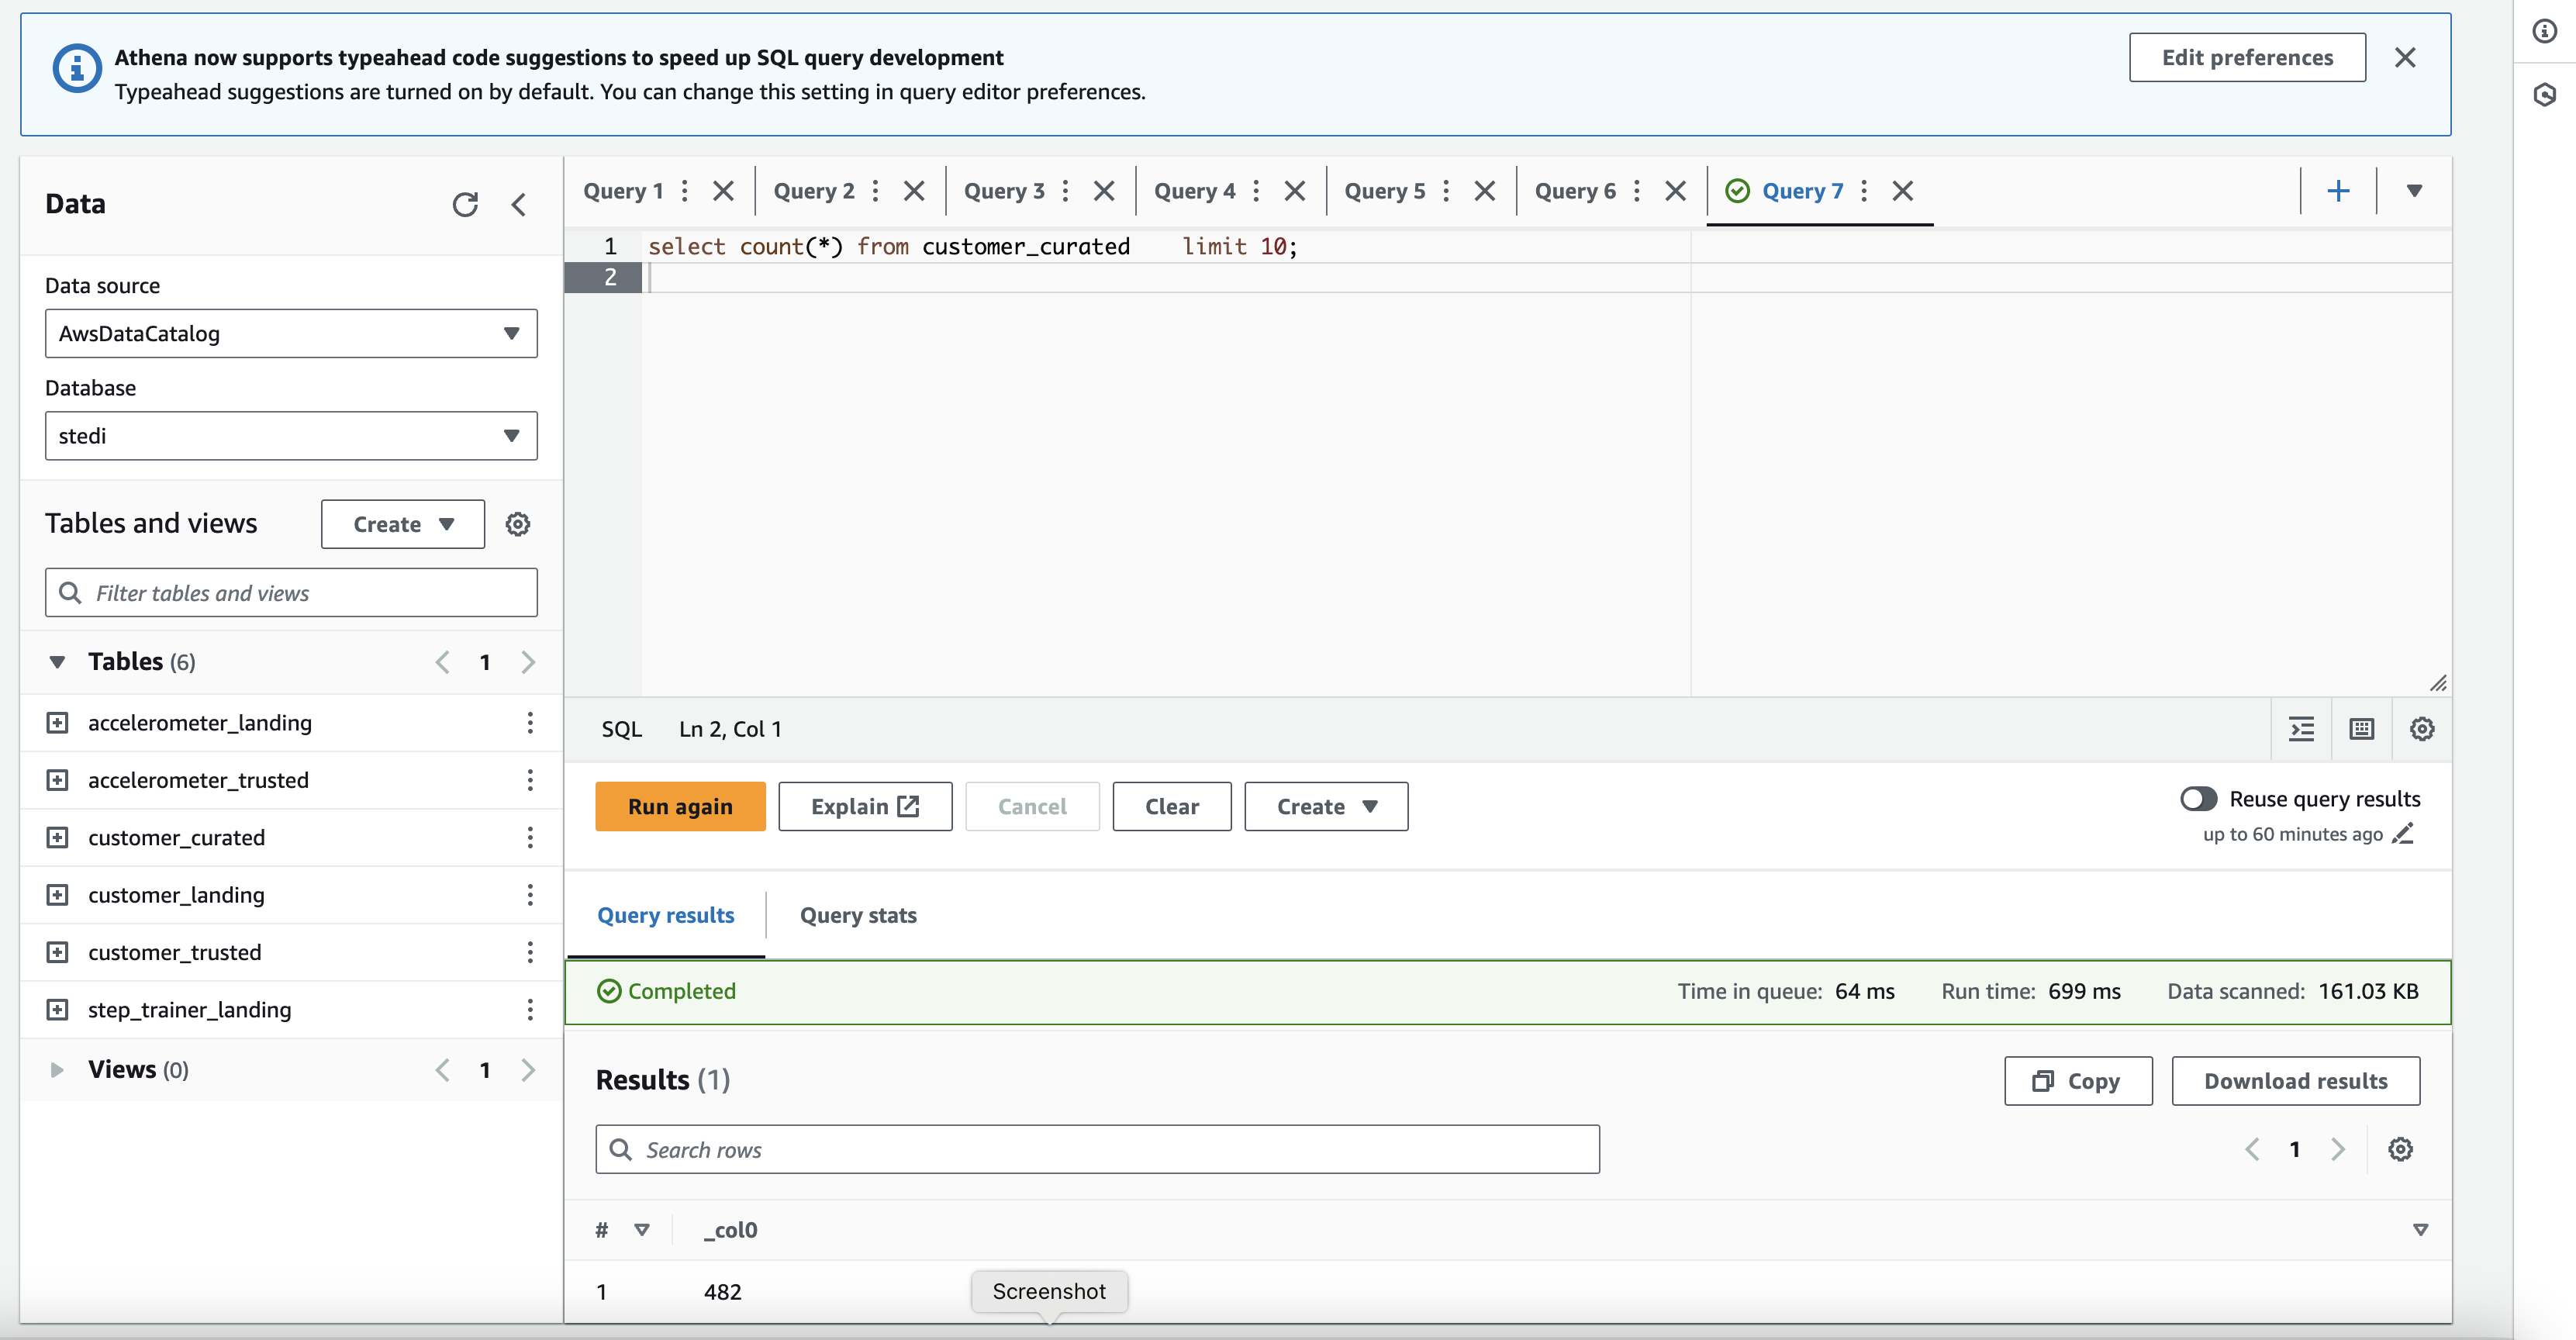 Athena now supports typeahead code suggestions to speed up SQL query development
Typeahead suggestions are turned on by default. You can change this setting in query editor preferences.
Edit preferences
Data
Data source
AwsDataCatalog
Database
stedi
Tables and views
Create
Filter tables and views
Tables (6)
1
accelerometer_landing
accelerometer_trusted
customer_curated
customer_landing
customer_trusted
step_trainer_landing
Views (0)
1
Query 1
Query 2
Query 3
Query 4
Query 5
Query 6
Query 7
1 select count(*) from customer_curated    limit 10;
2
SQL
Ln 2, Col 1
Run again
Explain
Cancel
Clear
Create
Reuse query results
up to 60 minutes ago
Query results
Query stats
Completed
Time in queue: 64 ms
Run time: 699 ms
Data scanned: 161.03 KB
Results (1)
Copy
Download results
Search rows
1
# _col0
1 482
Screenshot